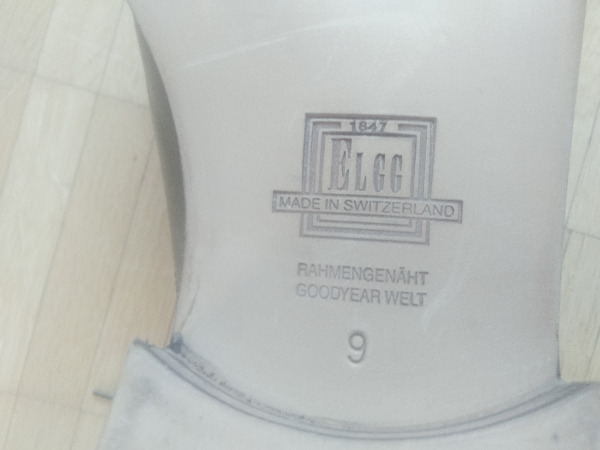 1847
ELGG
MADE IN SWITZERLAND
RAHMENGENÄHT
GOODYEAR WELT
9